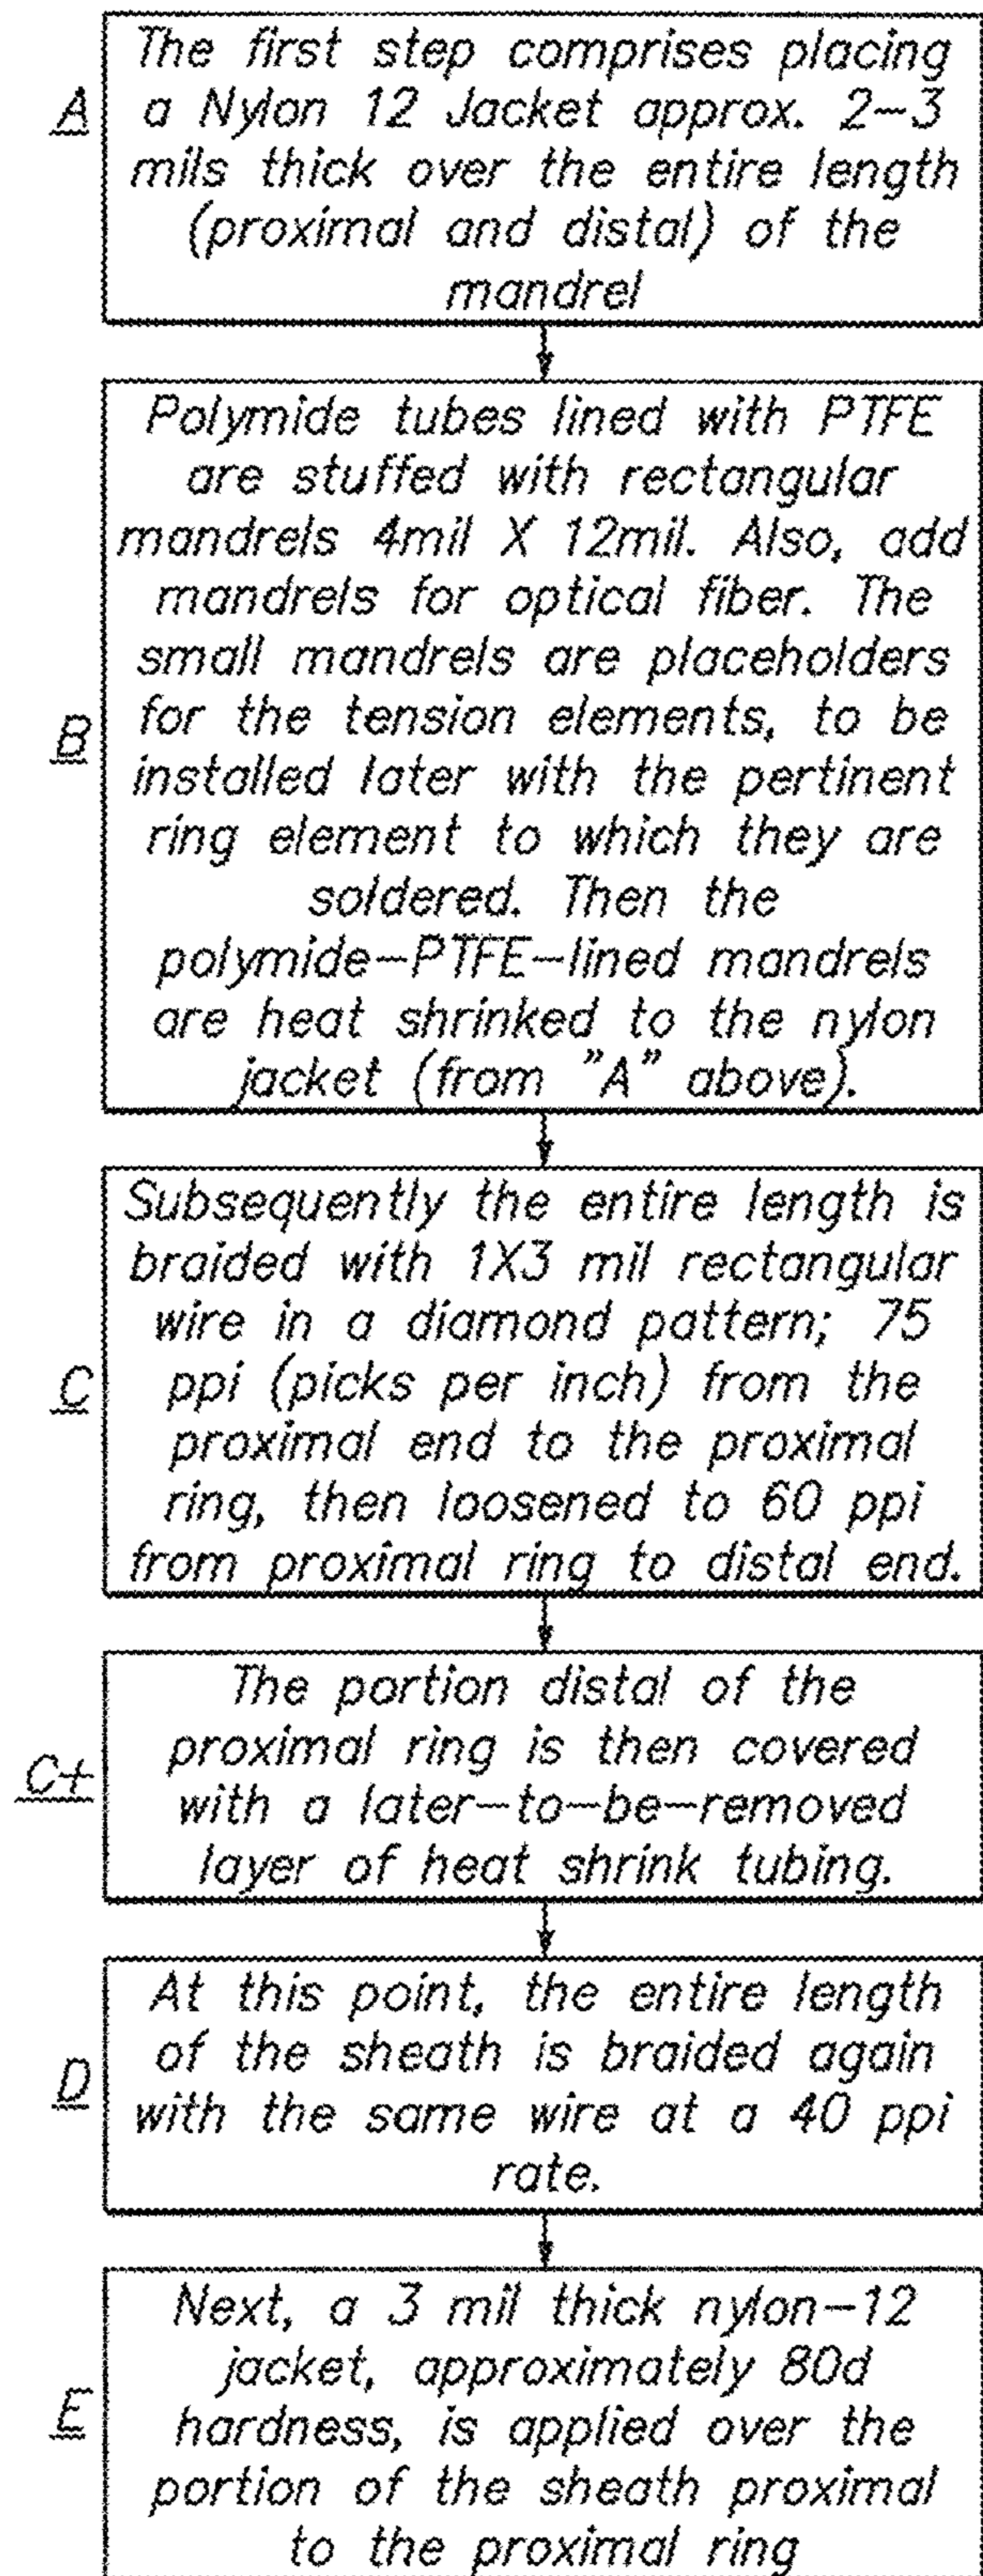 A
The first step comprises placing
a Nylon 12 Jacket approx. 2-3
mils thick over the entire length
(proximal and distal) of the
mandrel
B
Polymide tubes lined with PTFE
are stuffed with rectangular
mandrels 4mil X 12mil. Also, add
mandrels for optical fiber. The
small mandrels are placeholders
for the tension elements, to be
installed later with the pertinent
ring element to which they are
soldered. Then the
polymide-PTFE-lined mandrels
are heat shrinked to the nylon
jacket (from "A" above).
C
Subsequently the entire length is
braided with 1X3 mil rectangular
wire in a diamond pattern; 75
ppi (picks per inch) from the
proximal end to the proximal
ring, then loosened to 60 ppi
from proximal ring to distal end.
C+
The portion distal of the
proximal ring is then covered
with a later-to-be-removed
layer of heat shrink tubing.
D
At this point, the entire length
of the sheath is braided again
with the same wire at a 40 ppi
rate.
E
Next, a 3 mil thick nylon-12
jacket, approximately 80d
hardness, is applied over the
portion of the sheath proximal
to the proximal ring